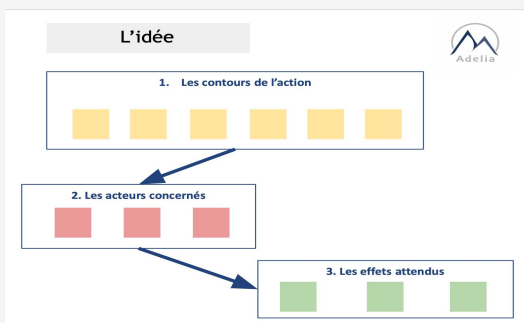 L'idée
Adelia
1. Les contours de l'action
2. Les acteurs concernés
3. Les effets attendus